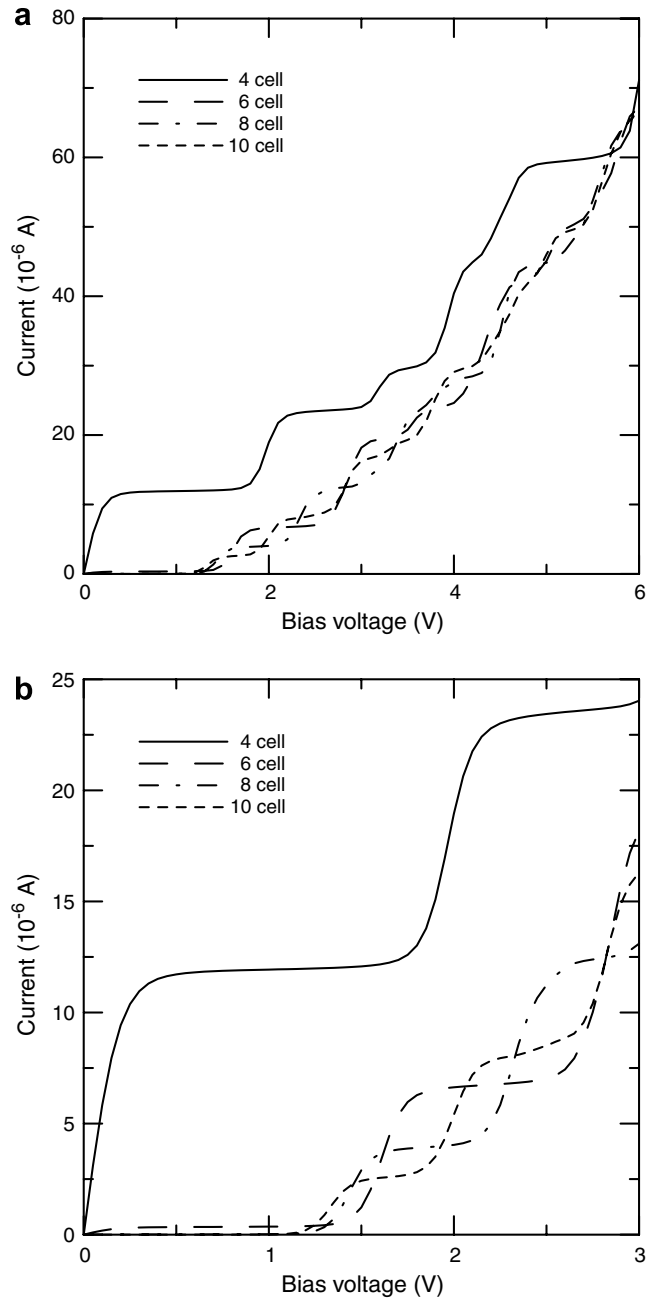 a
80
60
40
20
0
Current (10⁻⁶ A)
4 cell
6 cell
8 cell
10 cell
0 2 4 6
Bias voltage (V)
b
25
20
15
10
5
0
Current (10⁻⁶ A)
4 cell
6 cell
8 cell
10 cell
0 1 2 3
Bias voltage (V)